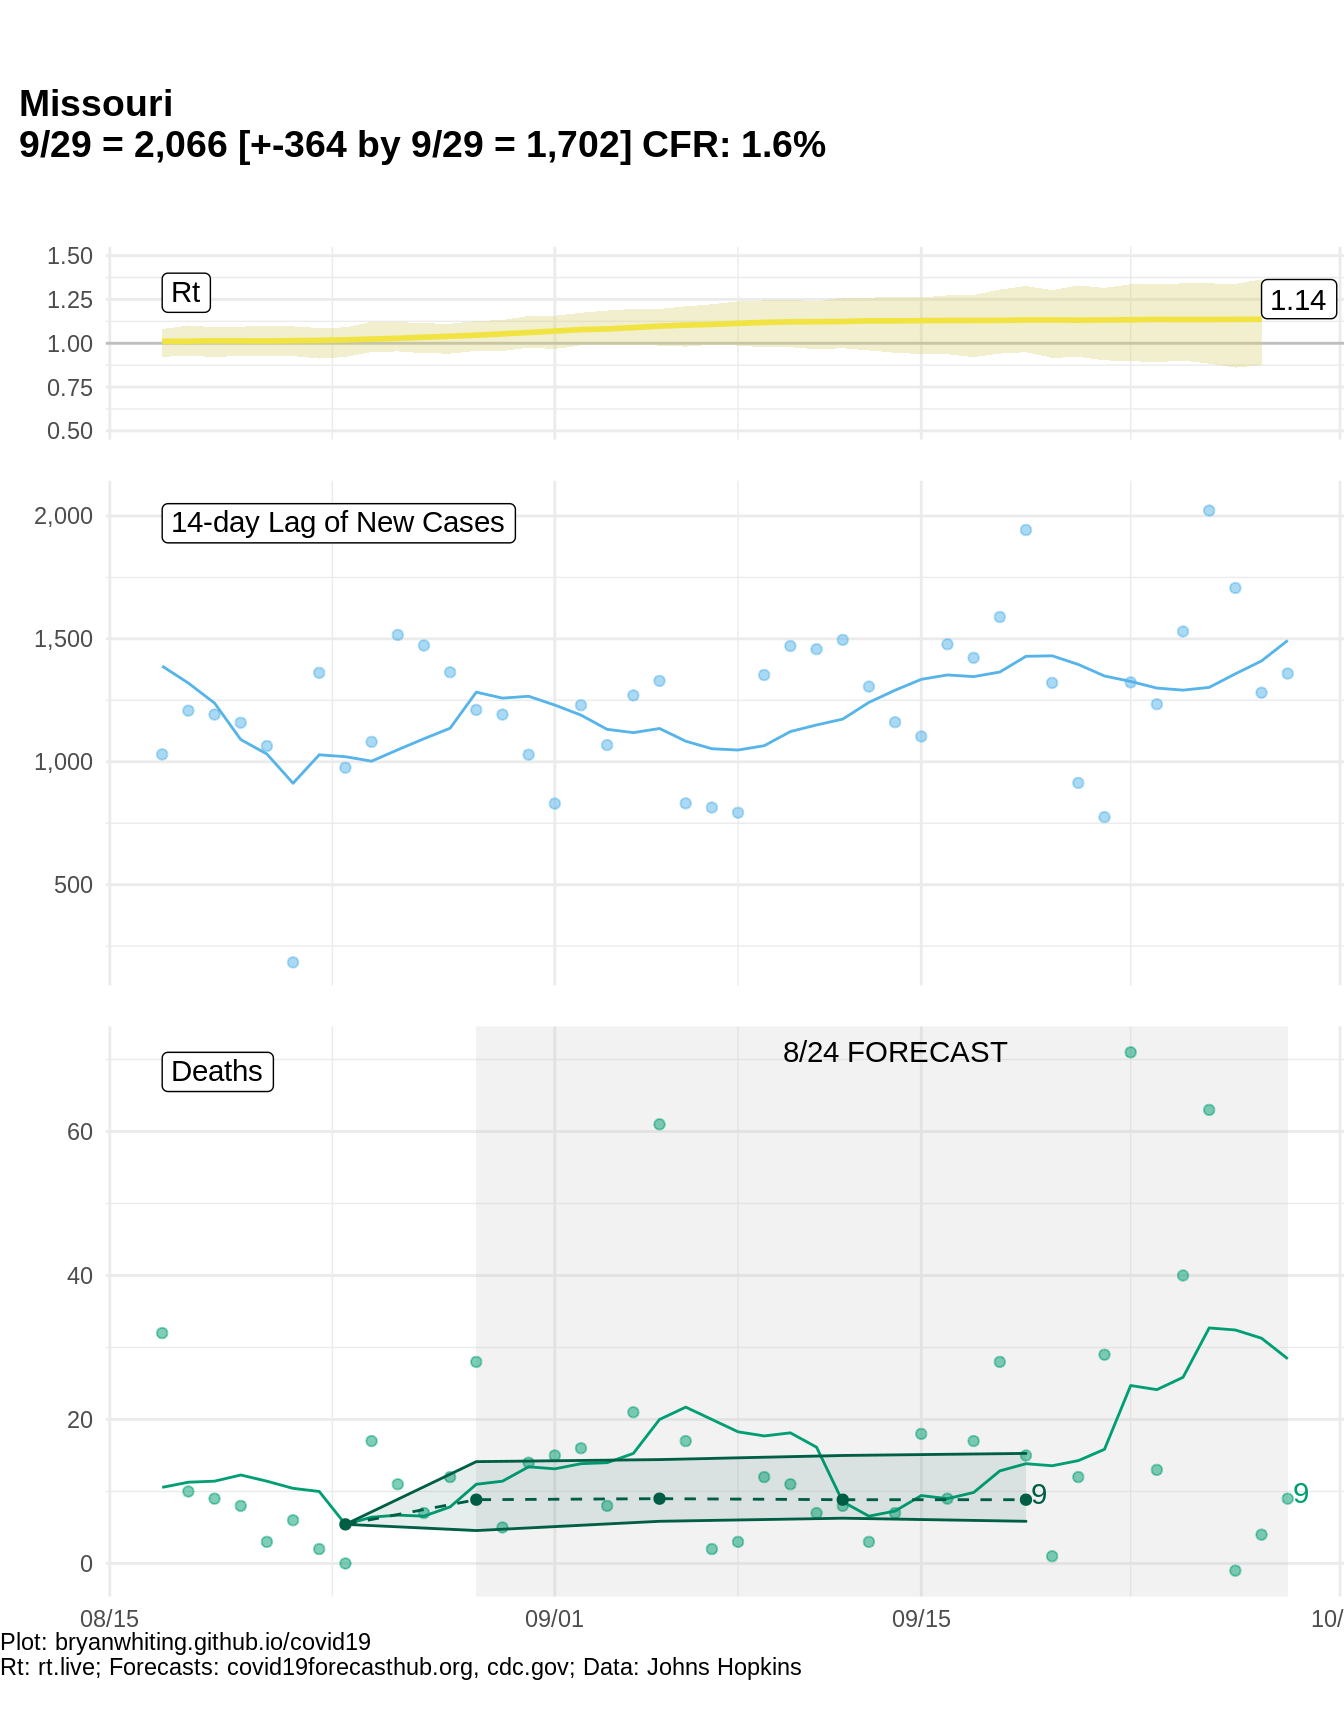 Missouri
9/29 = 2,066 [+-364 by 9/29 = 1,702] CFR: 1.6%
1.50
1.25
1.00
0.75
0.50
Rt
1.14
2,000
1,500
1,000
500
14-day Lag of New Cases
Deaths
8/24 FORECAST
60
40
20
0
9
9
08/15
09/01
09/15
10/
Plot: bryanwhiting.github.io/covid19
Rt: rt.live; Forecasts: covid19forecasthub.org, cdc.gov; Data: Johns Hopkins